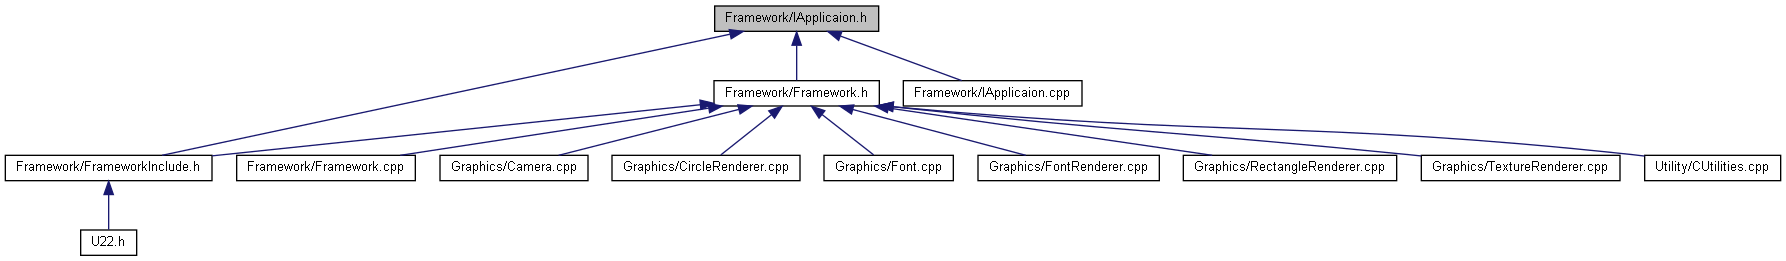 Framework/IApplicaion.h
Framework/Framework.h
Framework/IApplicaion.cpp
Framework/FrameworkInclude.h
Framework/Framework.cpp
Graphics/Camera.cpp
Graphics/CircleRenderer.cpp
Graphics/Font.cpp
Graphics/FontRenderer.cpp
Graphics/RectangleRenderer.cpp
Graphics/TextureRenderer.cpp
Utility/CUtilities.cpp
U22.h